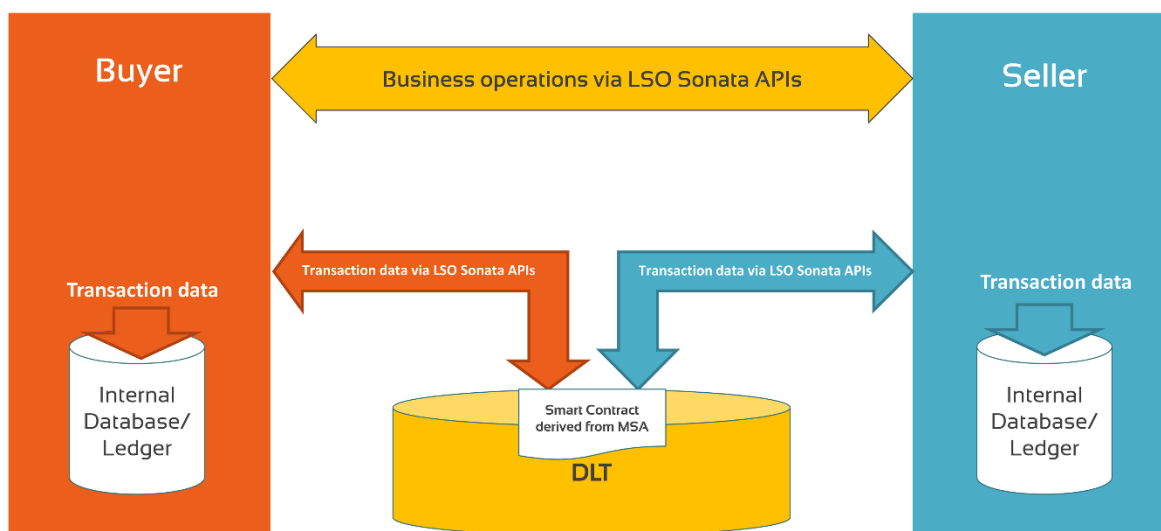 Buyer
Business operations via LSO Sonata APIs
Seller
Transaction data via LSO Sonata APIs
Transaction data via LSO Sonata APIs
Transaction data
Transaction data
Internal
Database/
Ledger
Smart Contract
derived from MSA
DLT
Internal
Database/
Ledger